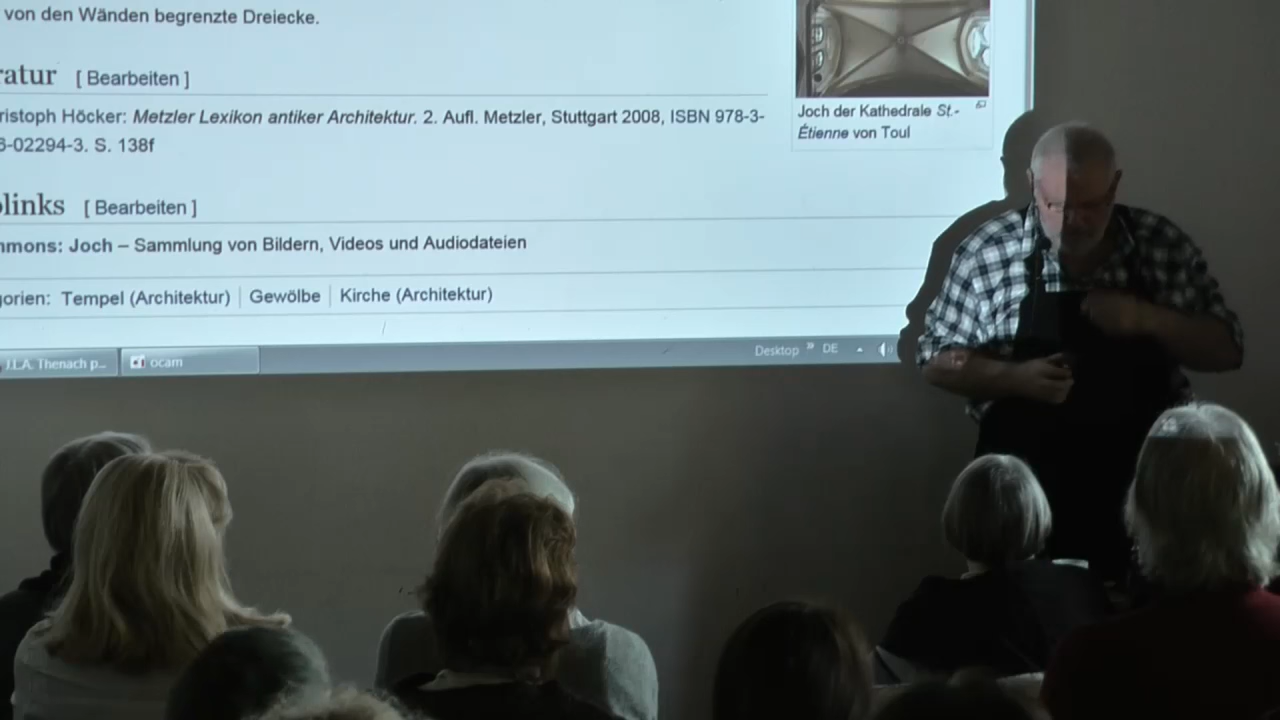 von den Wänden begrenzte Dreiecke.
ratur [ Bearbeiten ]
ristoph Höcker: Metzler Lexikon antiker Architektur. 2. Aufl. Metzler, Stuttgart 2008, ISBN 978-3-
6-02294-3. S. 138f
Joch der Kathedrale St.-
Étienne von Toul
links [ Bearbeiten ]
mmons: Joch – Sammlung von Bildern, Videos und Audiodateien
gorien: Tempel (Architektur) | Gewölbe | Kirche (Architektur)
J.L.A. Thenach p...
ocam
Desktop » DE